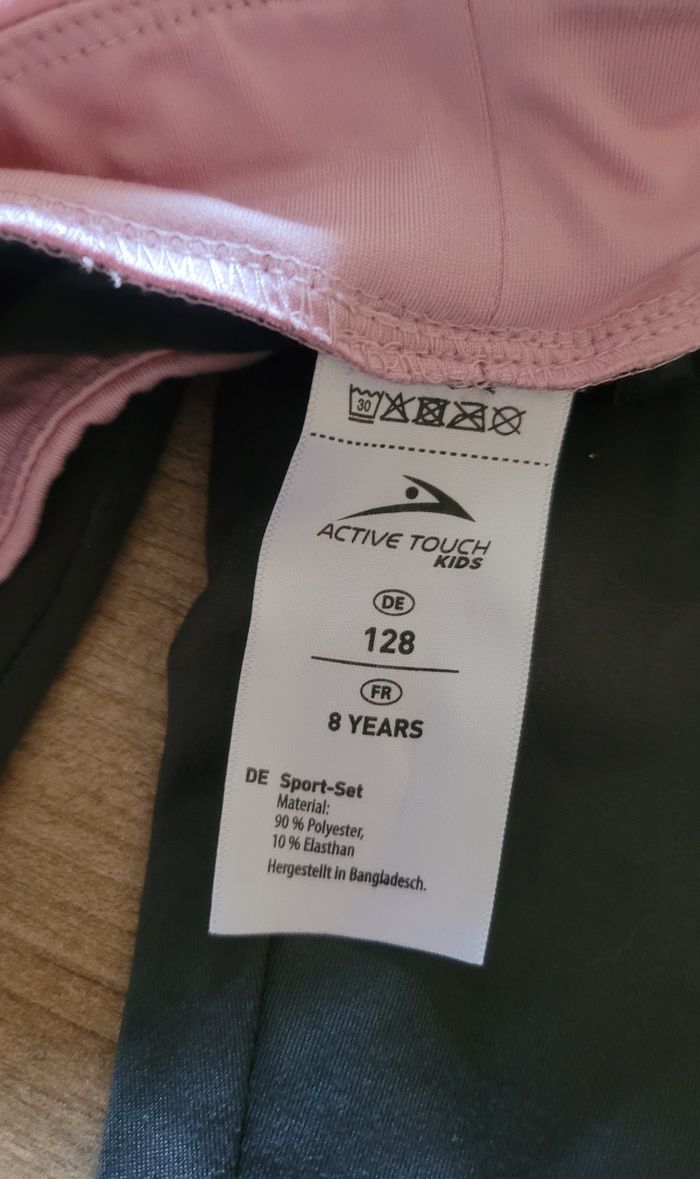 30
ACTIVE TOUCH
KIDS
DE
128
FR
8 YEARS
DE Sport-Set
Material:
90 % Polyester,
10 % Elasthan
Hergestellt in Bangladesch.